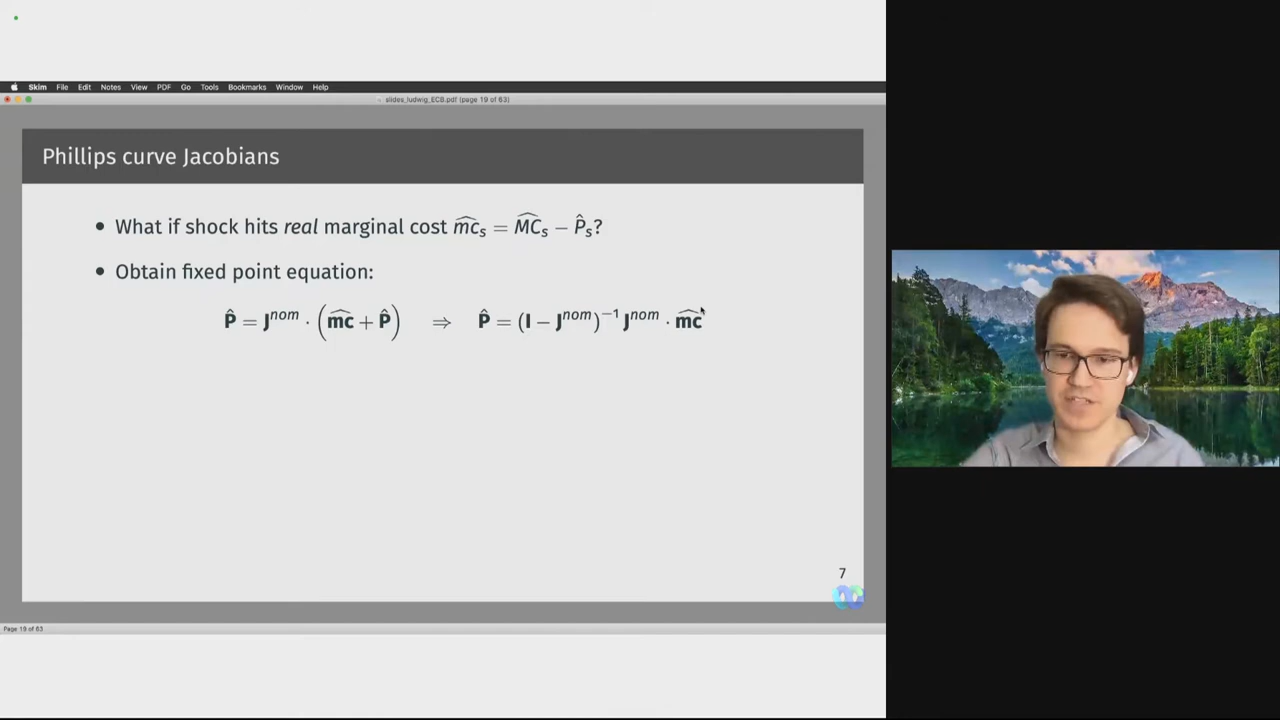 Skim File Edit View Notes Tools PDF Go Tools Bookmarks Window Help
slides_ludwig_ECB.pdf (page 19 of 63)
Phillips curve Jacobians
• What if shock hits real marginal cost m̂c_s = M̂C_s − P̂_s?
• Obtain fixed point equation:
P̂ = J^nom · (m̂c + P̂) ⇒ P̂ = (I − J^nom)^−1 J^nom · m̂c
7
Page 19 of 63